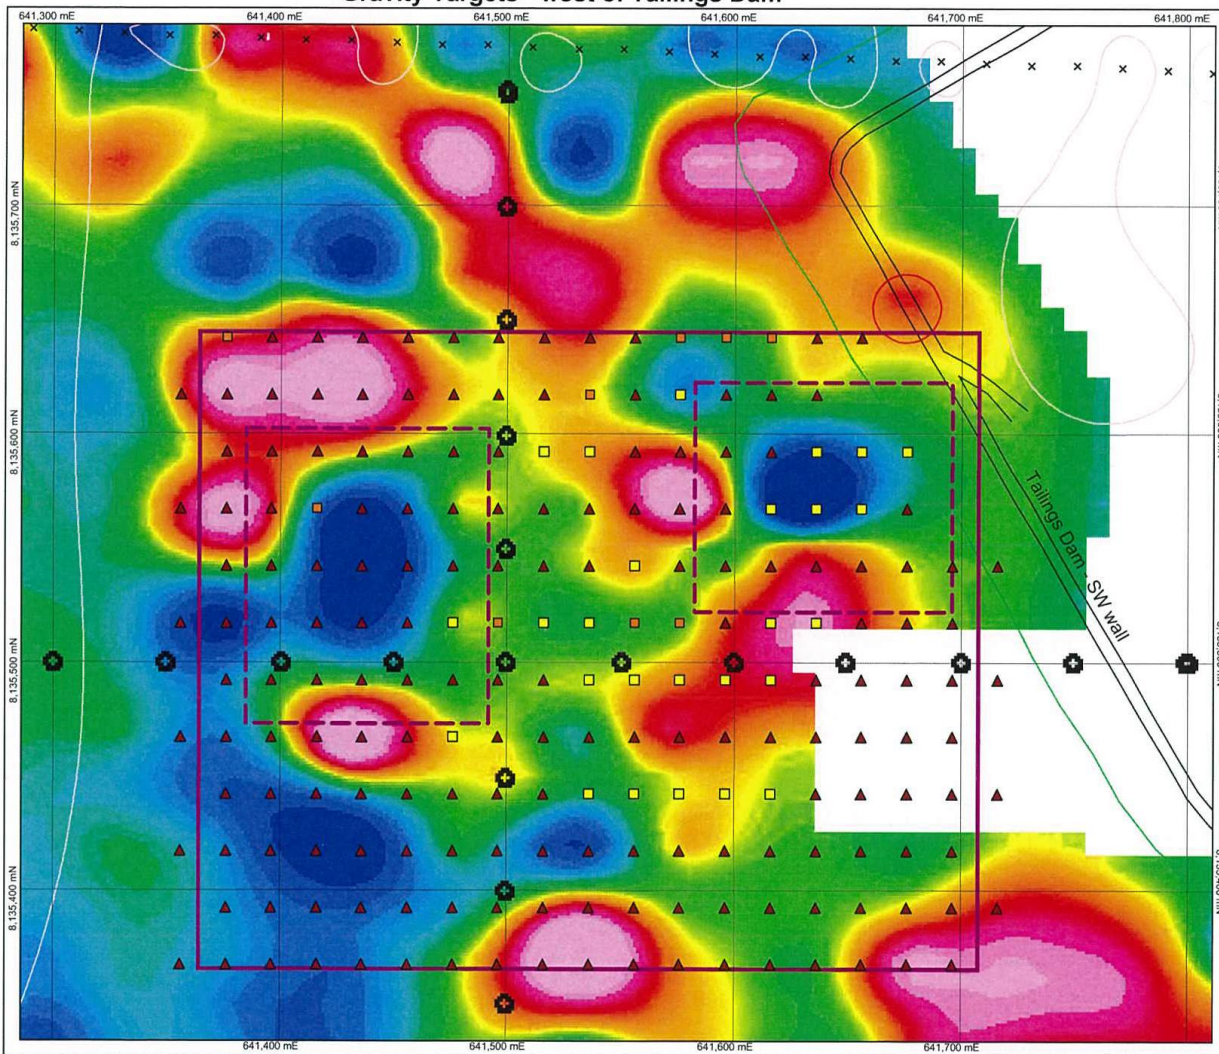 Gravity Targets - west of Tailings Dam
641,300 mE
641,400 mE
641,500 mE
641,600 mE
641,700 mE
641,800 mE
8,135,700 mN
8,135,600 mN
8,135,500 mN
8,135,400 mN
Tailings Dam - SW wall
641,400 mE
641,500 mE
641,600 mE
641,700 mE